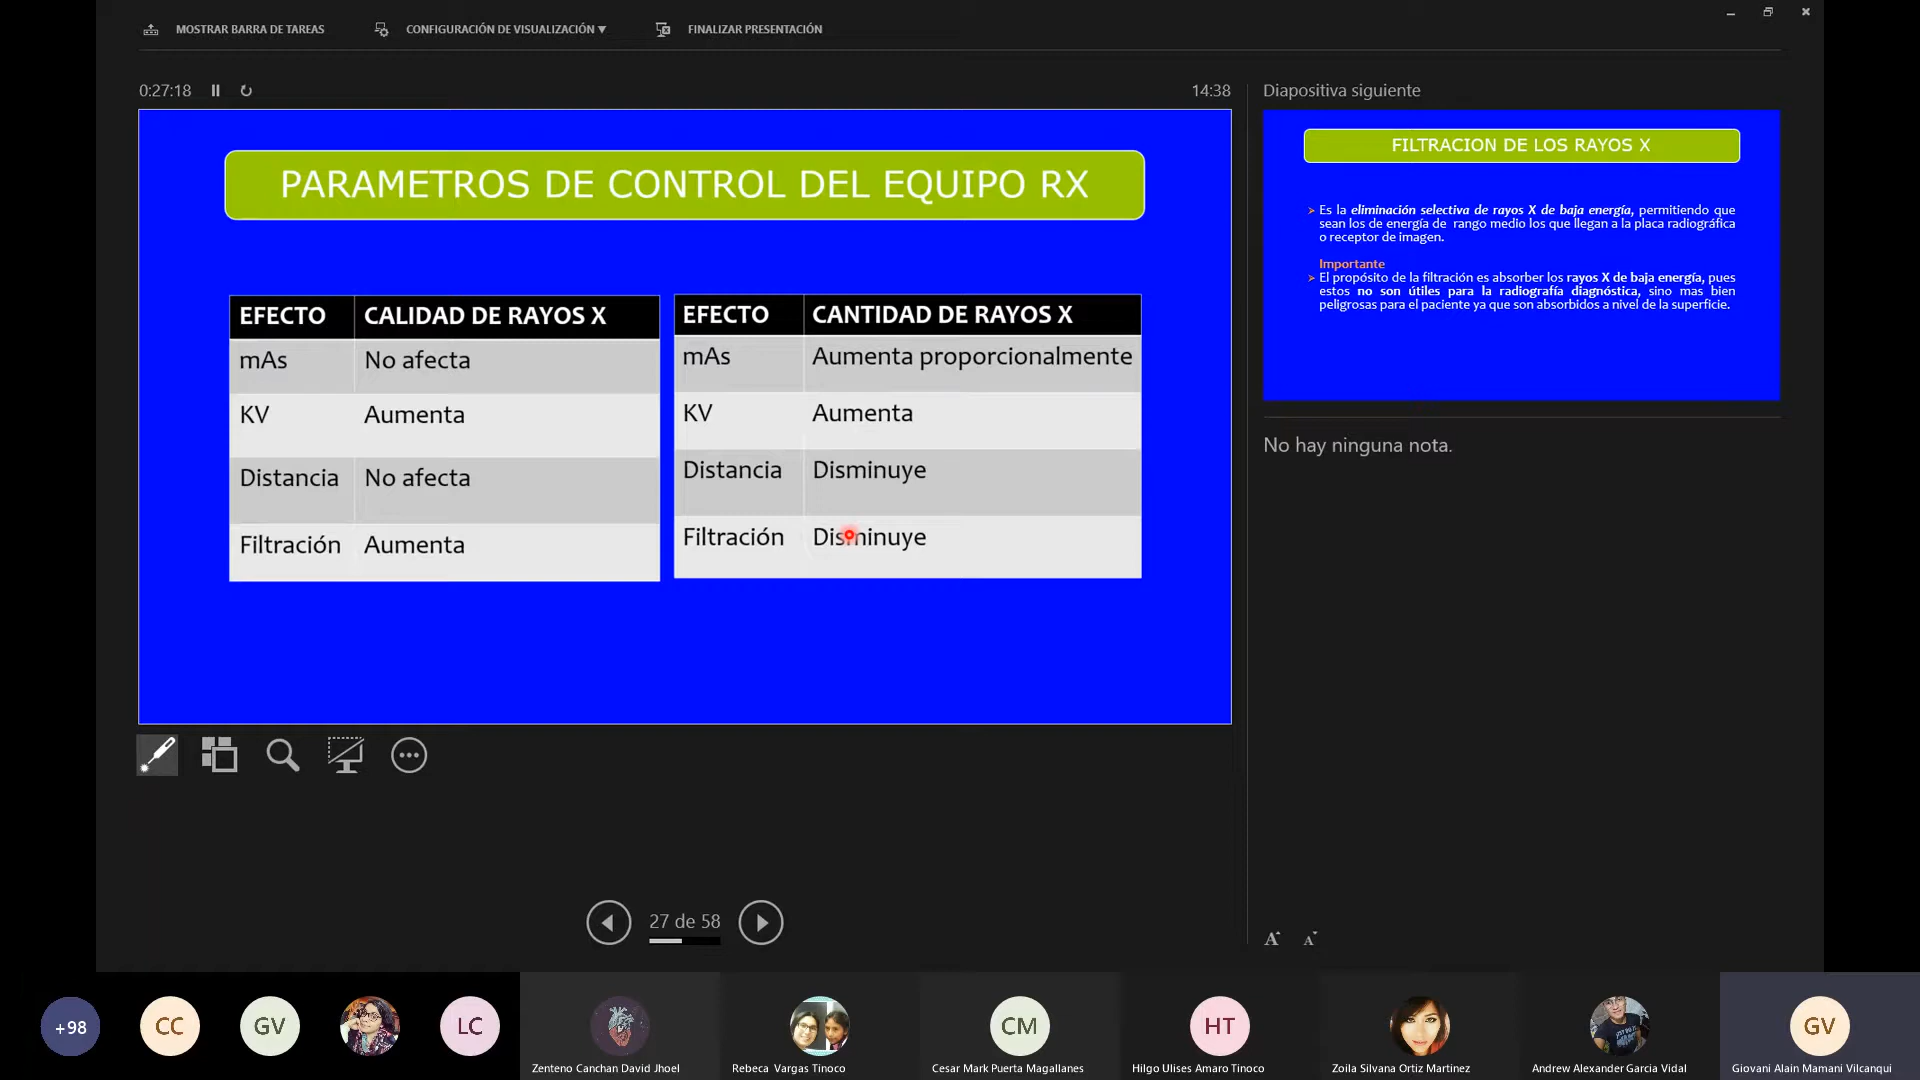 MOSTRAR BARRA DE TAREAS
CONFIGURACIÓN DE VISUALIZACIÓN ▼
FINALIZAR PRESENTACIÓN
0:27:18
14:38
PARAMETROS DE CONTROL DEL EQUIPO RX
EFECTO CALIDAD DE RAYOS X
mAs No afecta
KV Aumenta
Distancia No afecta
Filtración Aumenta
EFECTO CANTIDAD DE RAYOS X
mAs Aumenta proporcionalmente
KV Aumenta
Distancia Disminuye
Filtración Disminuye
27 de 58
Diapositiva siguiente
FILTRACION DE LOS RAYOS X
➢ Es la eliminación selectiva de rayos X de baja energía, permitiendo que
sean los de energía de rango medio los que llegan a la placa radiográfica
o receptor de imagen.
Importante
➢ El propósito de la filtración es absorber los rayos X de baja energía, pues
estos no son útiles para la radiografía diagnóstica, sino mas bien
peligrosas para el paciente ya que son absorbidos a nivel de la superficie.
No hay ninguna nota.
A A
+98
CC
GV
LC
Zenteno Canchan David Jhoel
Rebeca Vargas Tinoco
CM
Cesar Mark Puerta Magallanes
HT
Hilgo Ulises Amaro Tinoco
Zoila Silvana Ortiz Martinez
Andrew Alexander Garcia Vidal
GV
Giovani Alain Mamani Vilcanqui